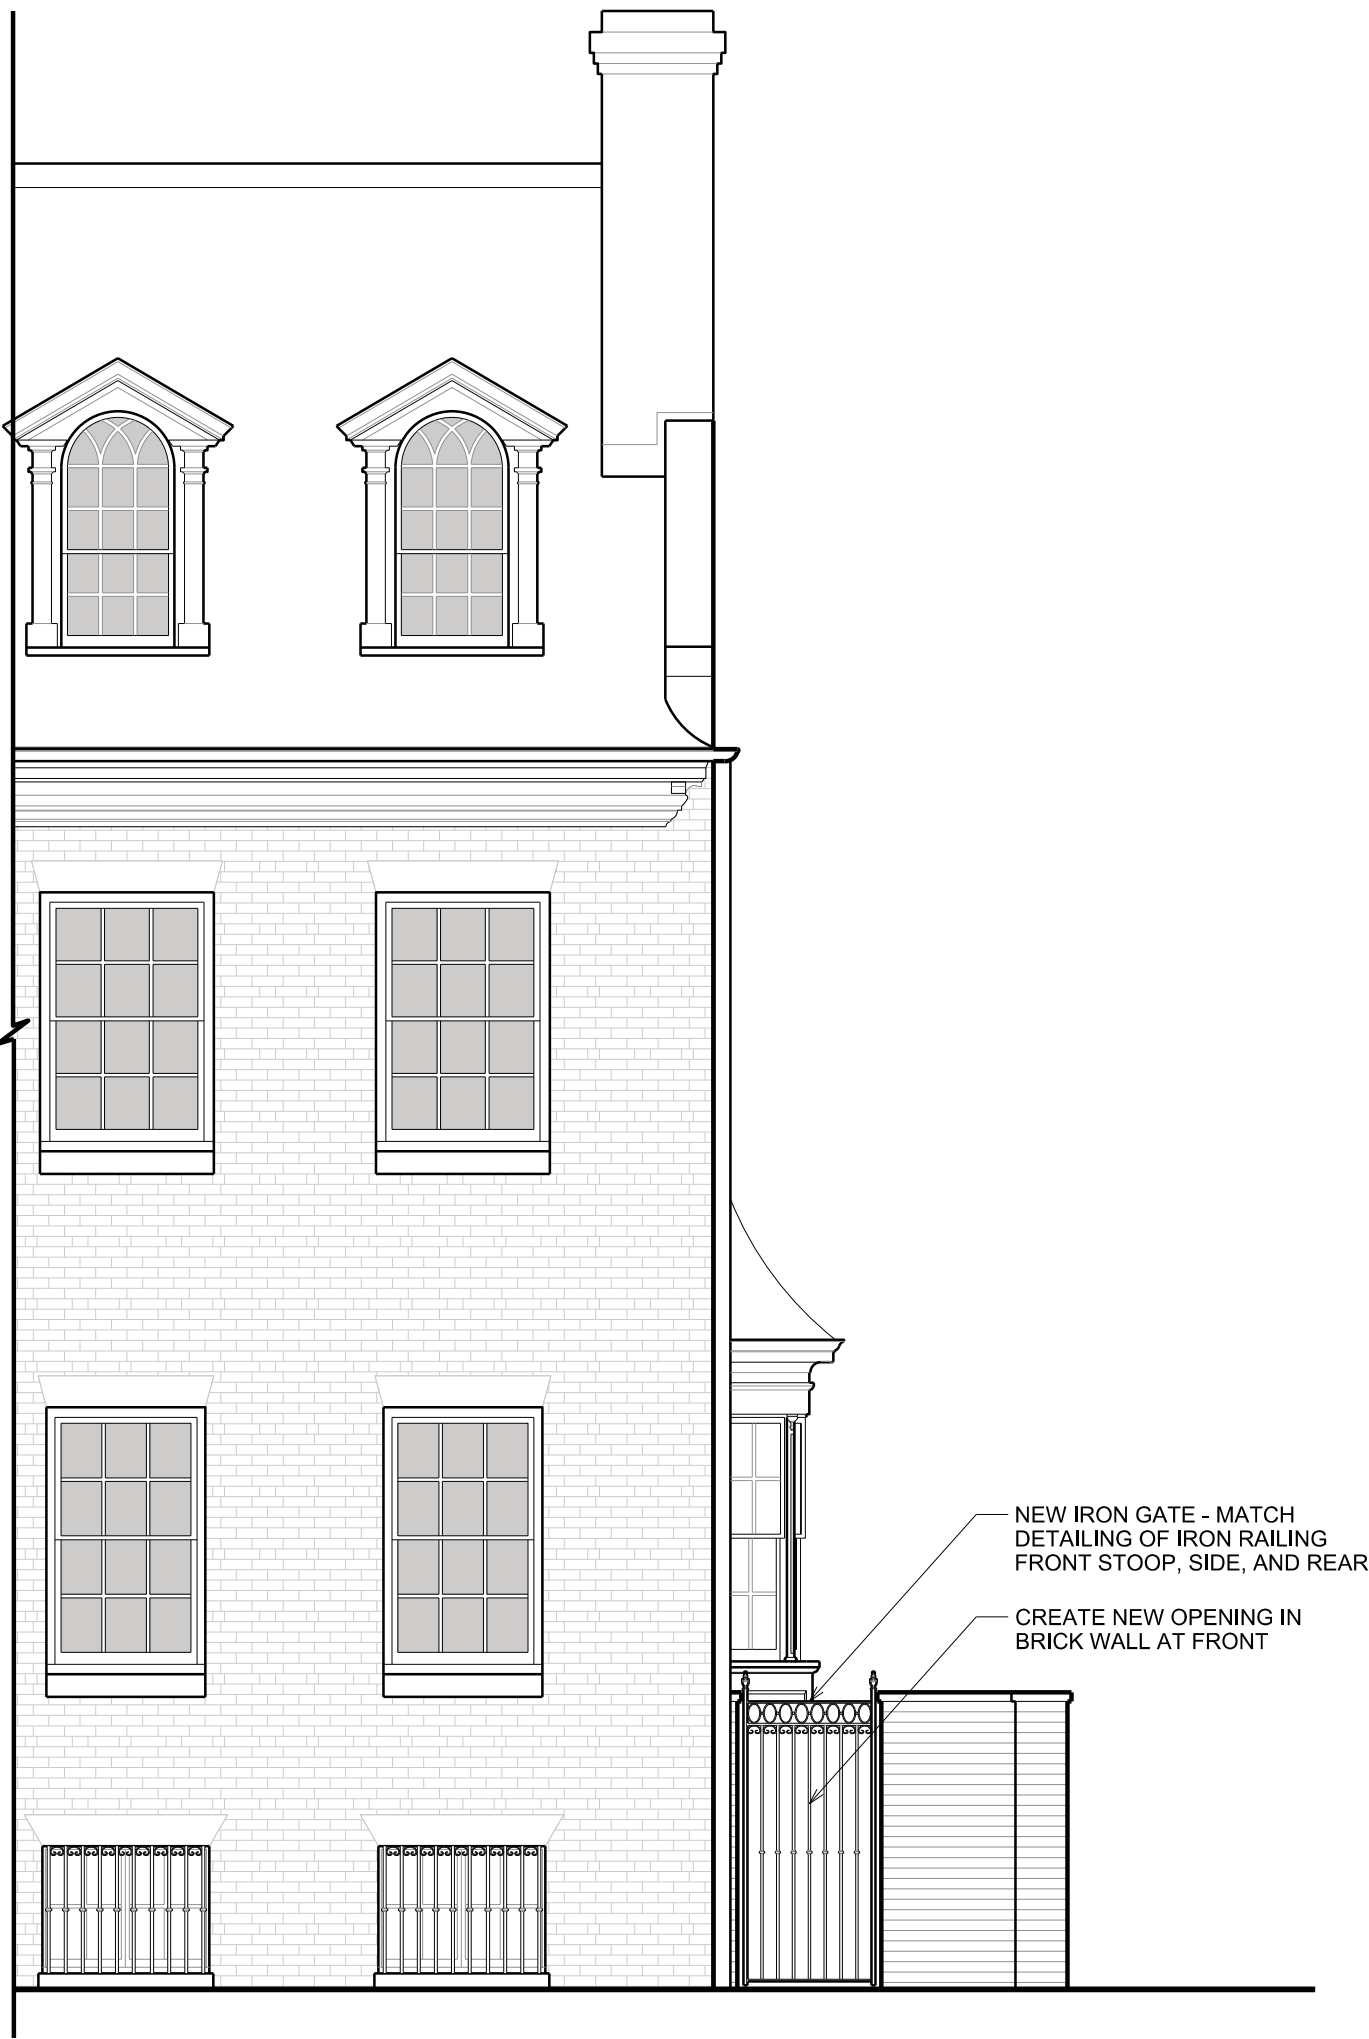 NEW IRON GATE - MATCH
DETAILING OF IRON RAILING
FRONT STOOP, SIDE, AND REAR
CREATE NEW OPENING IN
BRICK WALL AT FRONT